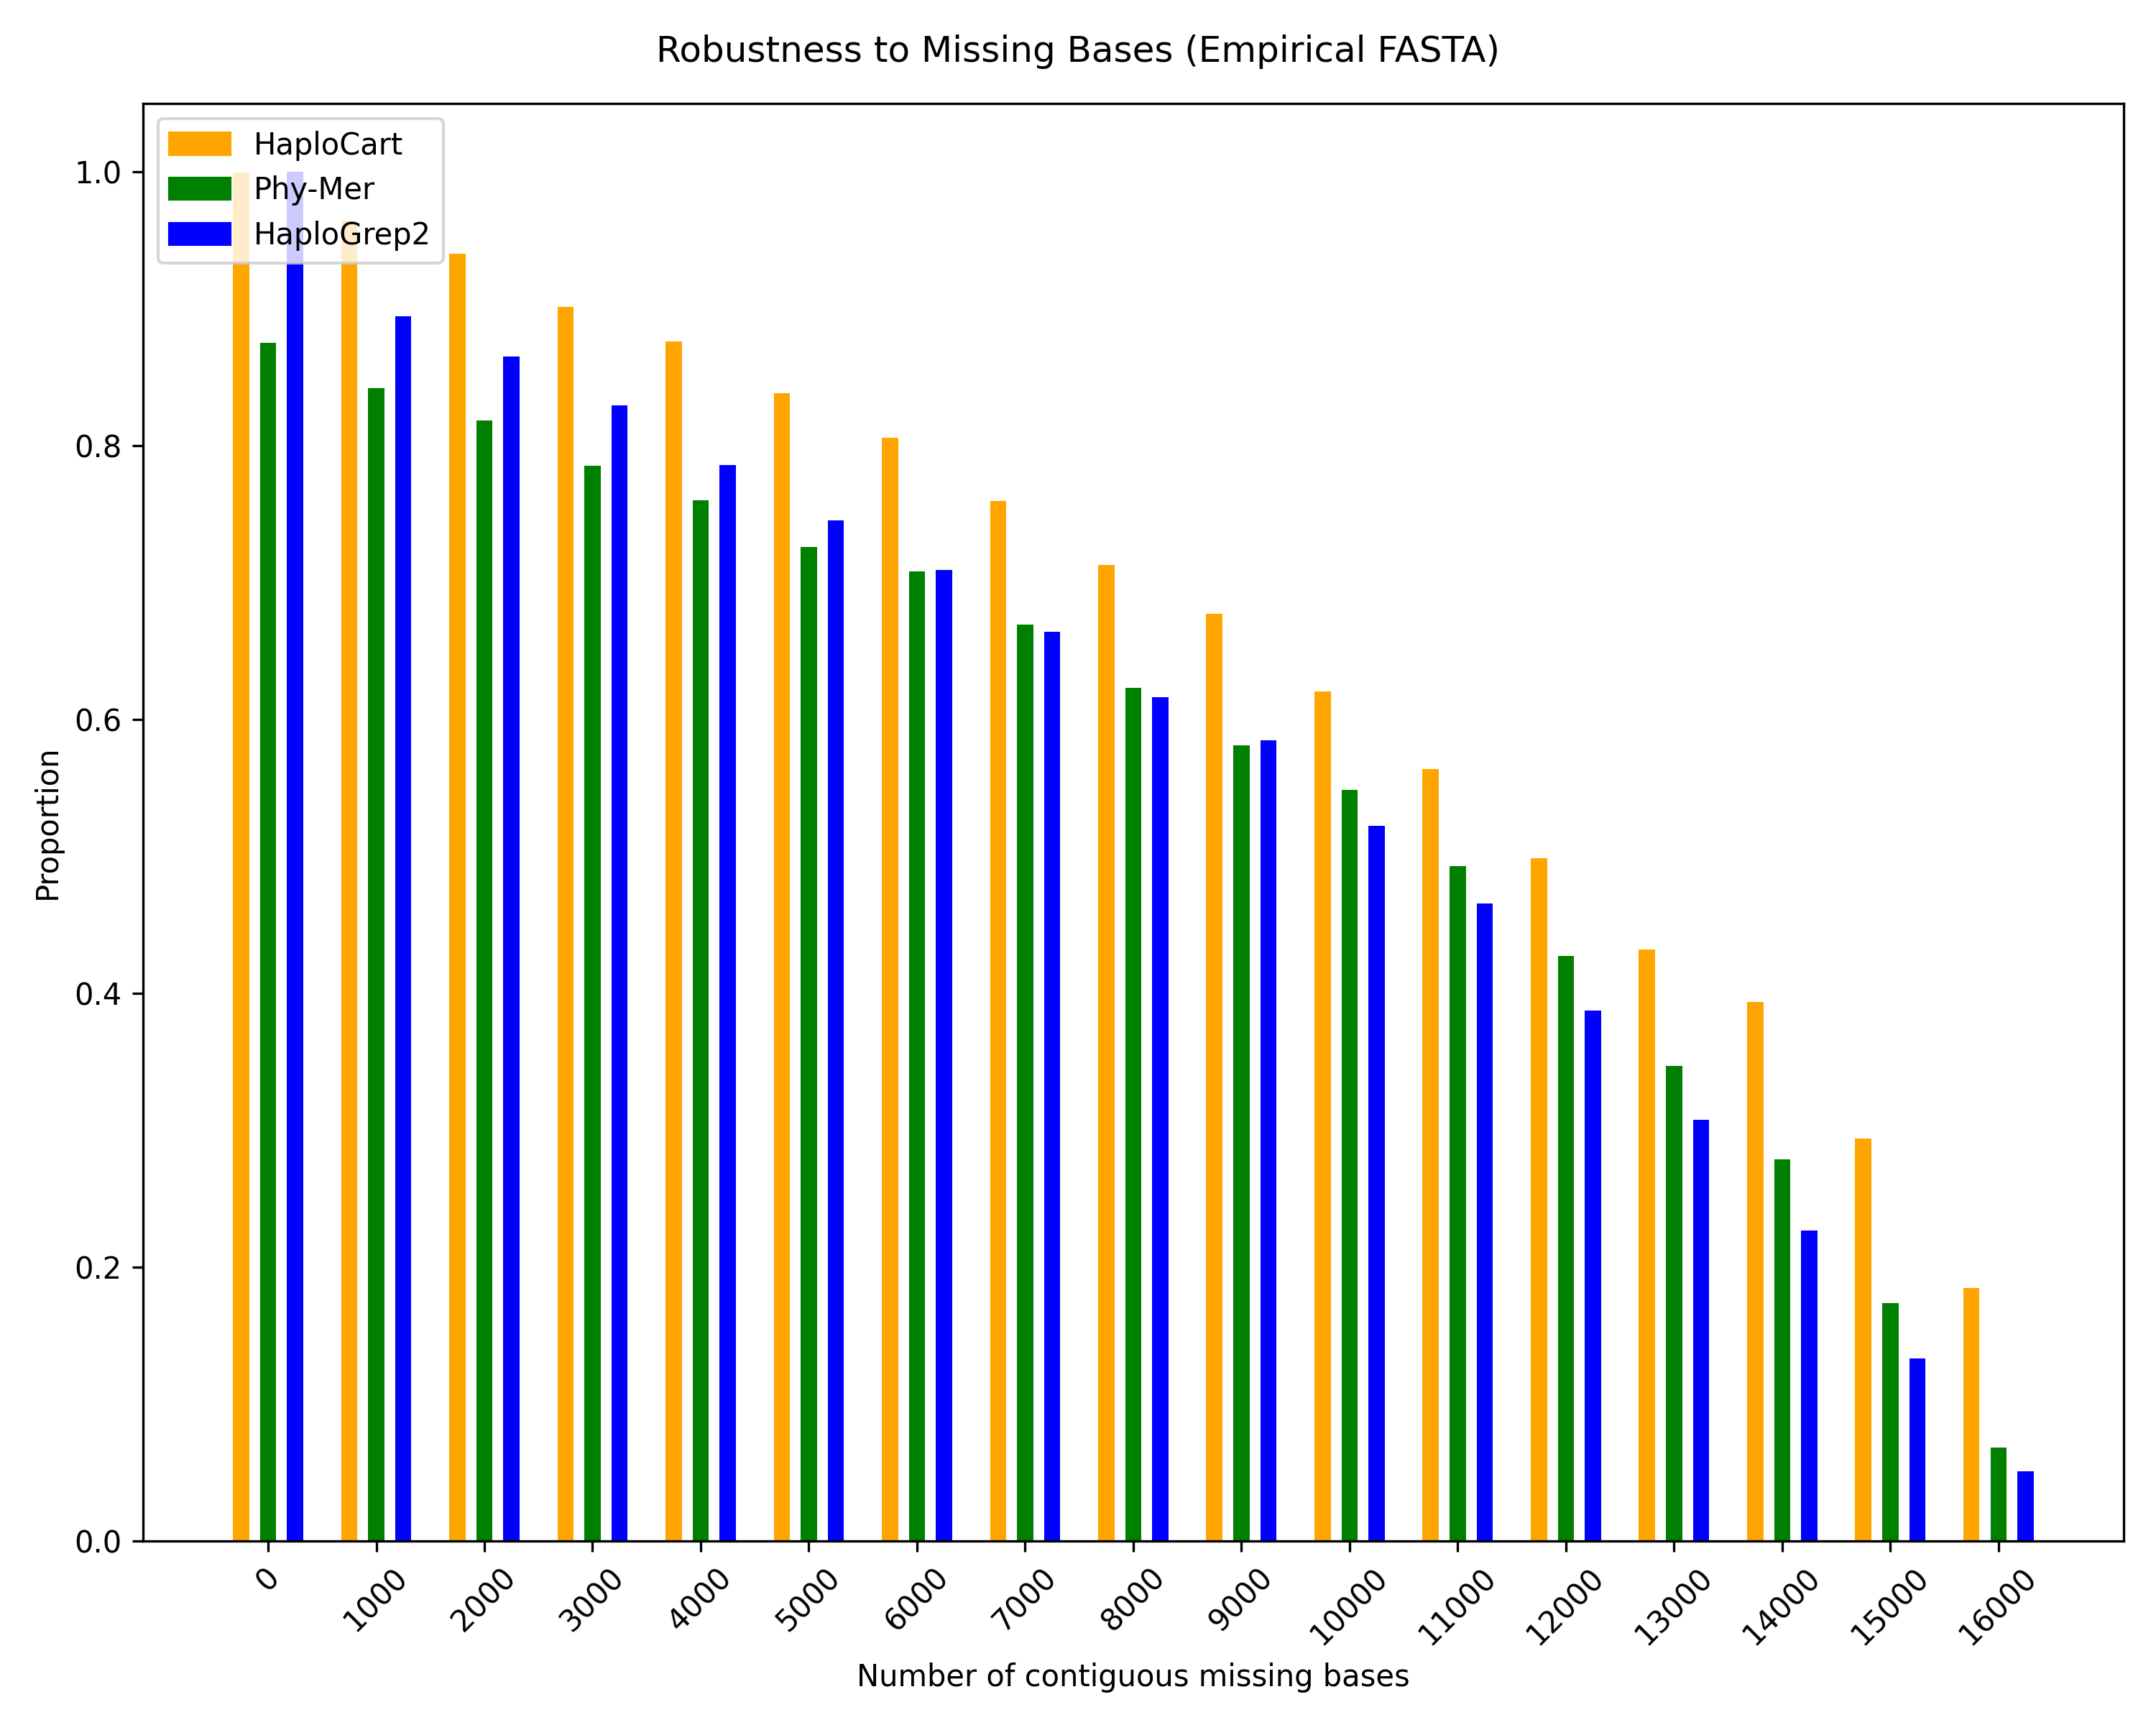 Robustness to Missing Bases (Empirical FASTA)
HaploCart
Phy-Mer
HaploGrep2
1.0
0.8
0.6
0.4
0.2
0.0
Proportion
0 1000 2000 3000 4000 5000 6000 7000 8000 9000 10000 11000 12000 13000 14000 15000 16000
Number of contiguous missing bases